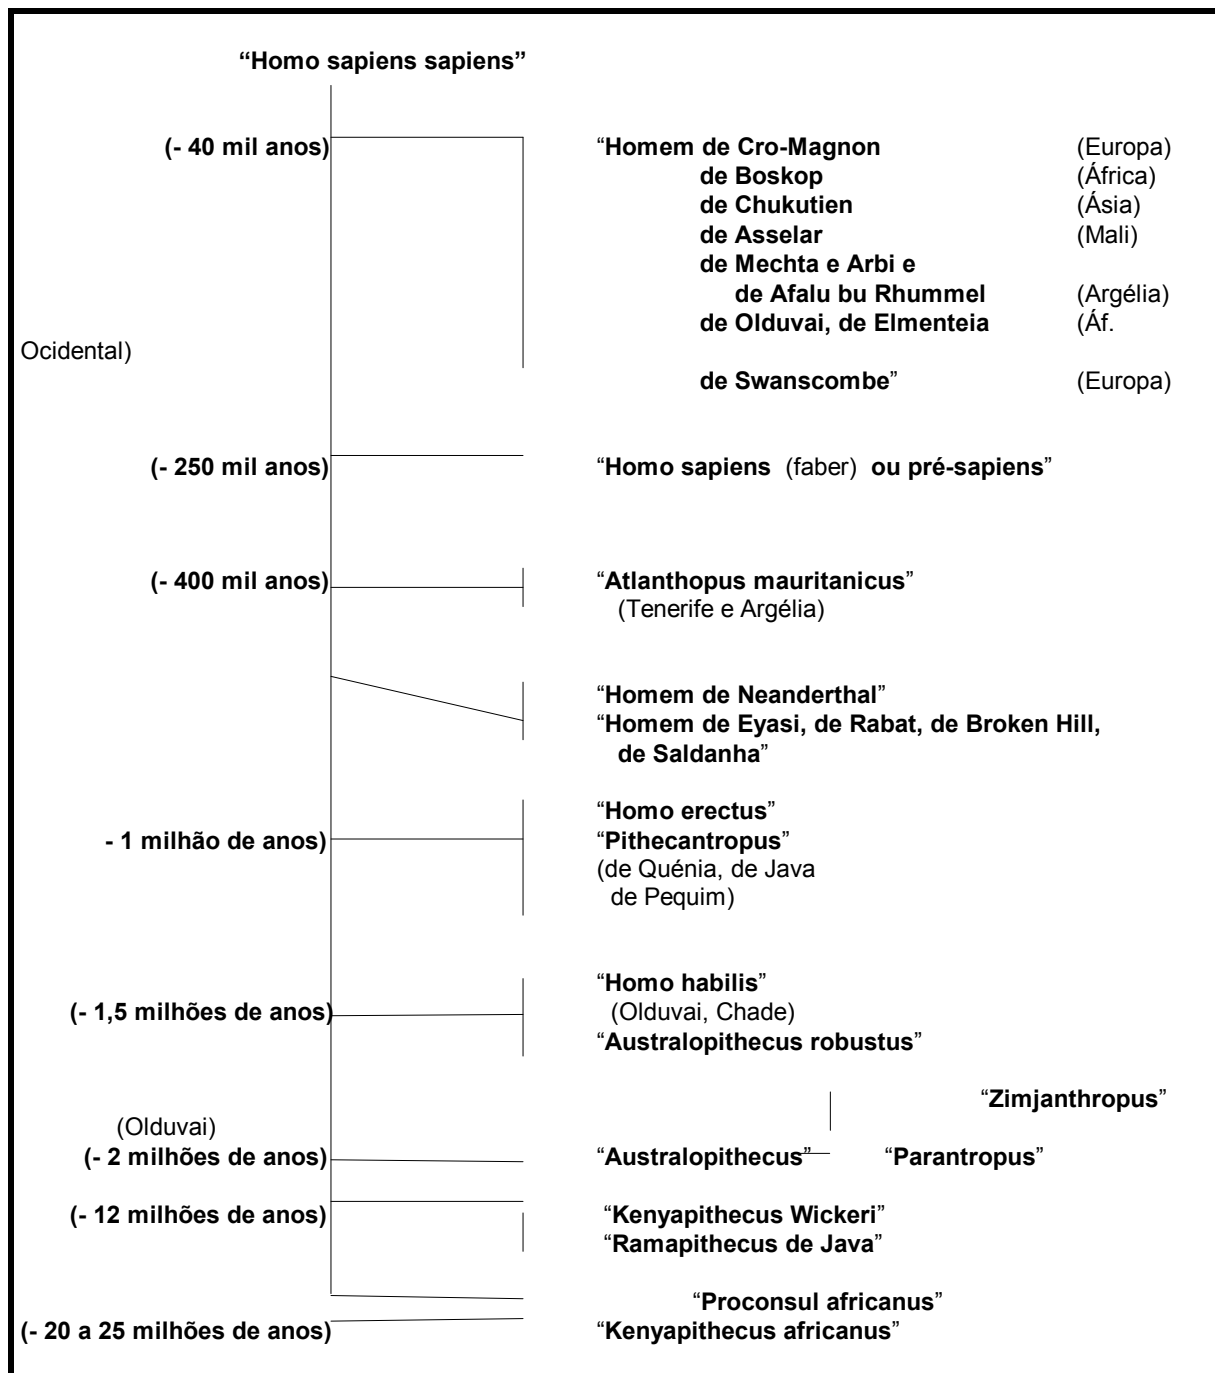 “Homo sapiens sapiens”
(- 40 mil anos) “Homem de Cro-Magnon (Europa)
de Boskop (África)
de Chukutien (Ásia)
de Asselar (Mali)
de Mechta e Arbi e
de Afalu bu Rhummel (Argélia)
de Olduvai, de Elmenteia (Áf.
Ocidental)
de Swanscombe” (Europa)
(- 250 mil anos) “Homo sapiens (faber) ou pré-sapiens”
(- 400 mil anos) “Atlanthopus mauritanicus”
(Tenerife e Argélia)
“Homem de Neanderthal”
“Homem de Eyasi, de Rabat, de Broken Hill,
de Saldanha”
“Homo erectus”
- 1 milhão de anos) “Pithecantropus”
(de Quénia, de Java
de Pequim)
“Homo habilis”
(- 1,5 milhões de anos) (Olduvai, Chade)
“Australopithecus robustus”
“Zimjanthropus”
(Olduvai)
(- 2 milhões de anos) “Australopithecus” “Parantropus”
(- 12 milhões de anos) “Kenyapithecus Wickeri”
“Ramapithecus de Java”
“Proconsul africanus”
(- 20 a 25 milhões de anos) “Kenyapithecus africanus”